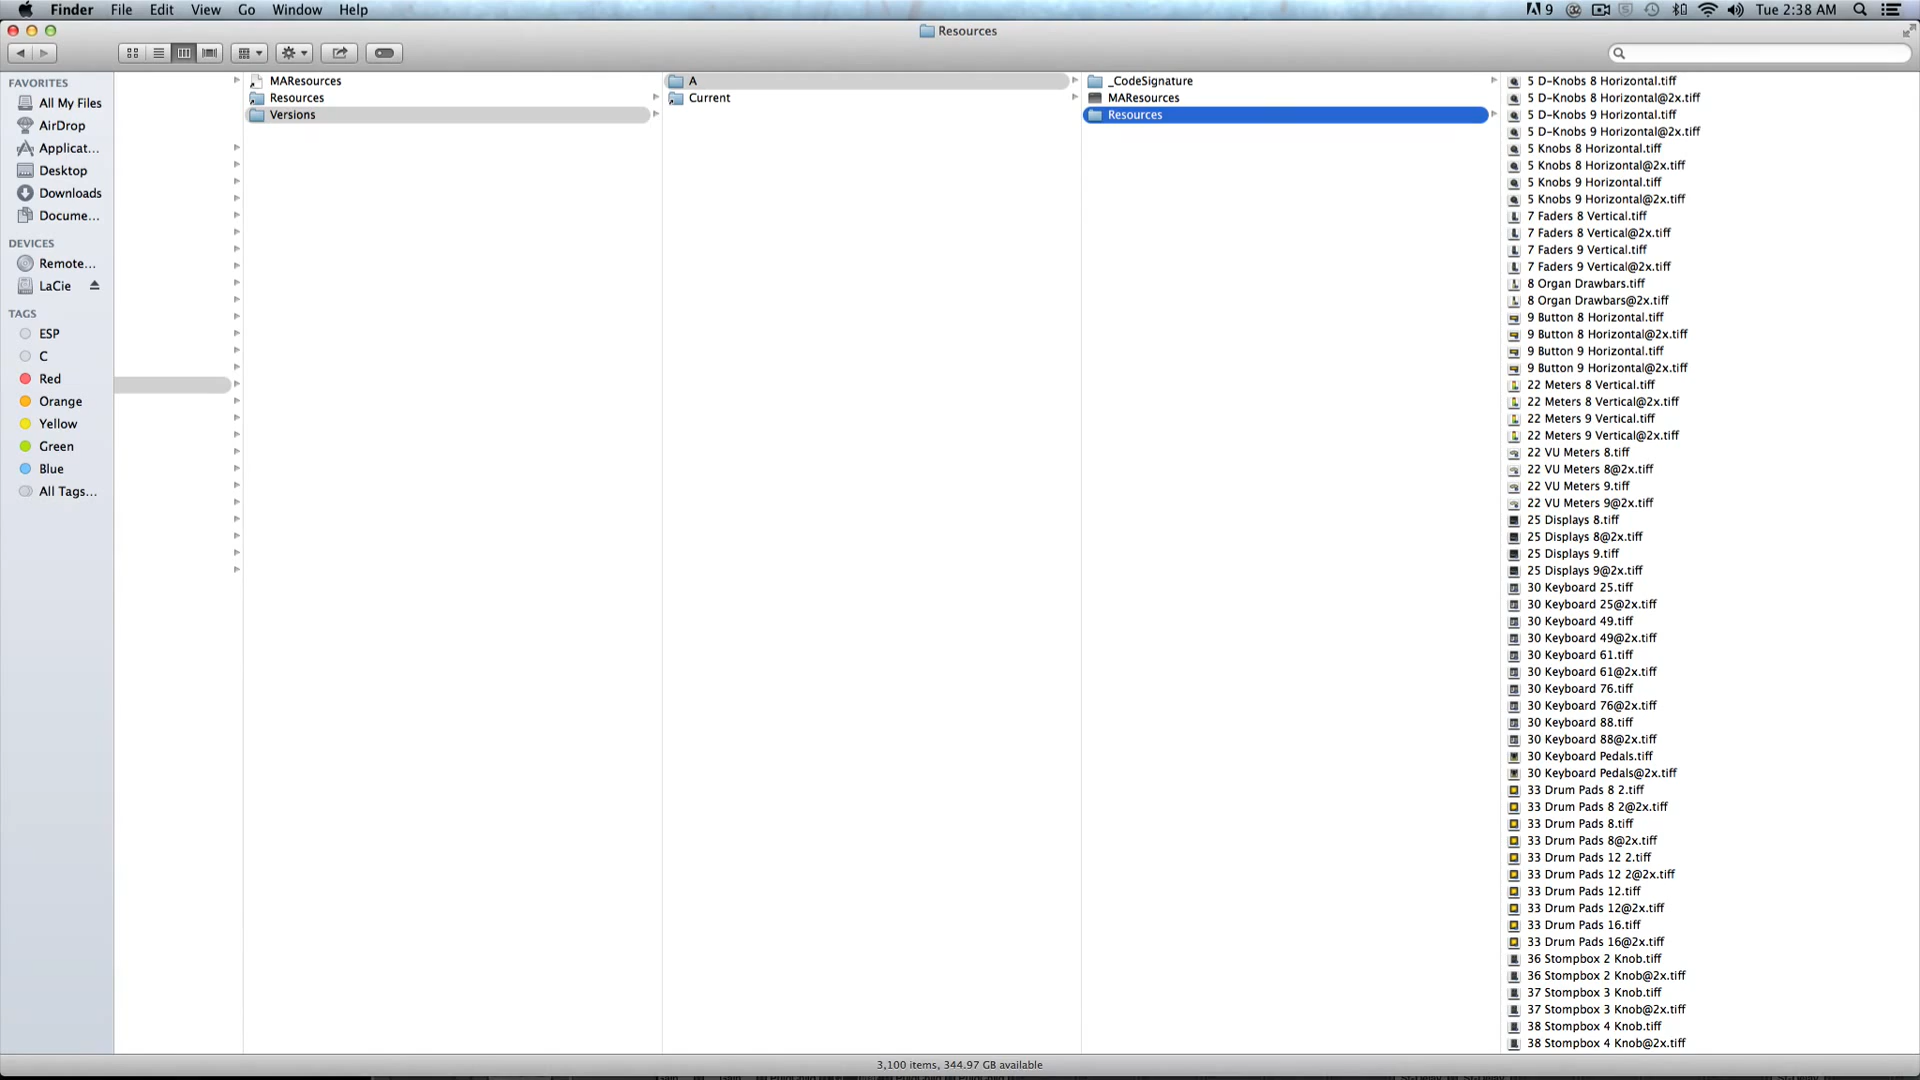 Finder File Edit View Go Window Help
9
Tue 2:38 AM
Resources
FAVORITES
All My Files
AirDrop
Applicat...
Desktop
Downloads
Docume...
DEVICES
Remote...
LaCie
TAGS
ESP
C
Red
Orange
Yellow
Green
Blue
All Tags...
MAResources
Resources
Versions
A
Current
_CodeSignature
MAResources
Resources
5 D-Knobs 8 Horizontal.tiff
5 D-Knobs 8 Horizontal@2x.tiff
5 D-Knobs 9 Horizontal.tiff
5 D-Knobs 9 Horizontal@2x.tiff
5 Knobs 8 Horizontal.tiff
5 Knobs 8 Horizontal@2x.tiff
5 Knobs 9 Horizontal.tiff
5 Knobs 9 Horizontal@2x.tiff
7 Faders 8 Vertical.tiff
7 Faders 8 Vertical@2x.tiff
7 Faders 9 Vertical.tiff
7 Faders 9 Vertical@2x.tiff
8 Organ Drawbars.tiff
8 Organ Drawbars@2x.tiff
9 Button 8 Horizontal.tiff
9 Button 8 Horizontal@2x.tiff
9 Button 9 Horizontal.tiff
9 Button 9 Horizontal@2x.tiff
22 Meters 8 Vertical.tiff
22 Meters 8 Vertical@2x.tiff
22 Meters 9 Vertical.tiff
22 Meters 9 Vertical@2x.tiff
22 VU Meters 8.tiff
22 VU Meters 8@2x.tiff
22 VU Meters 9.tiff
22 VU Meters 9@2x.tiff
25 Displays 8.tiff
25 Displays 8@2x.tiff
25 Displays 9.tiff
25 Displays 9@2x.tiff
30 Keyboard 25.tiff
30 Keyboard 25@2x.tiff
30 Keyboard 49.tiff
30 Keyboard 49@2x.tiff
30 Keyboard 61.tiff
30 Keyboard 61@2x.tiff
30 Keyboard 76.tiff
30 Keyboard 76@2x.tiff
30 Keyboard 88.tiff
30 Keyboard 88@2x.tiff
30 Keyboard Pedals.tiff
30 Keyboard Pedals@2x.tiff
33 Drum Pads 8 2.tiff
33 Drum Pads 8 2@2x.tiff
33 Drum Pads 8.tiff
33 Drum Pads 8@2x.tiff
33 Drum Pads 12 2.tiff
33 Drum Pads 12 2@2x.tiff
33 Drum Pads 12.tiff
33 Drum Pads 12@2x.tiff
33 Drum Pads 16.tiff
33 Drum Pads 16@2x.tiff
36 Stompbox 2 Knob.tiff
36 Stompbox 2 Knob@2x.tiff
37 Stompbox 3 Knob.tiff
37 Stompbox 3 Knob@2x.tiff
38 Stompbox 4 Knob.tiff
38 Stompbox 4 Knob@2x.tiff
3,100 items, 344.97 GB available